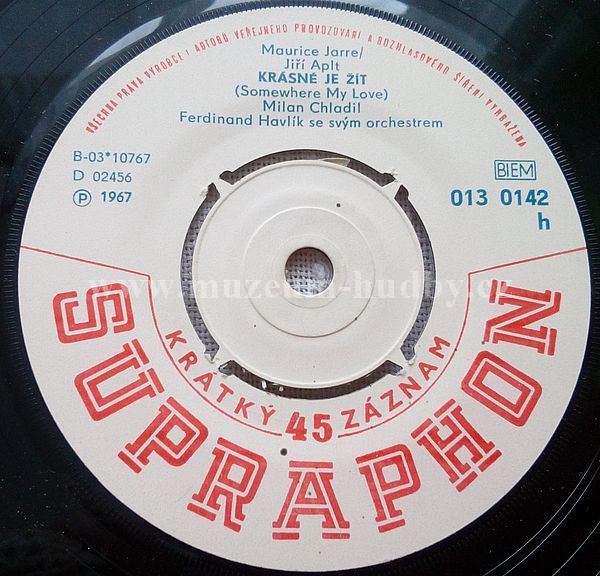 VŠECHNA PRÁVA VÝROBCŮ I AUTORŮ VEŘEJNÉHO PROVOZOVÁNÍ A ROZHLASOVÉHO ŠÍŘENÍ VYHRAŽENA
Maurice Jarre/
Jiří Aplt
KRÁSNÉ JE ŽÍT
(Somewhere My Love)
Milan Chladil
Ferdinand Havlík se svým orchestrem
B-03*10767
D 02456
Ⓟ 1967
BIEM
013 0142
h
www.muzeum-hudby.cz
KRÁTKÝ 45 ZÁZNAM
SUPRAPHON